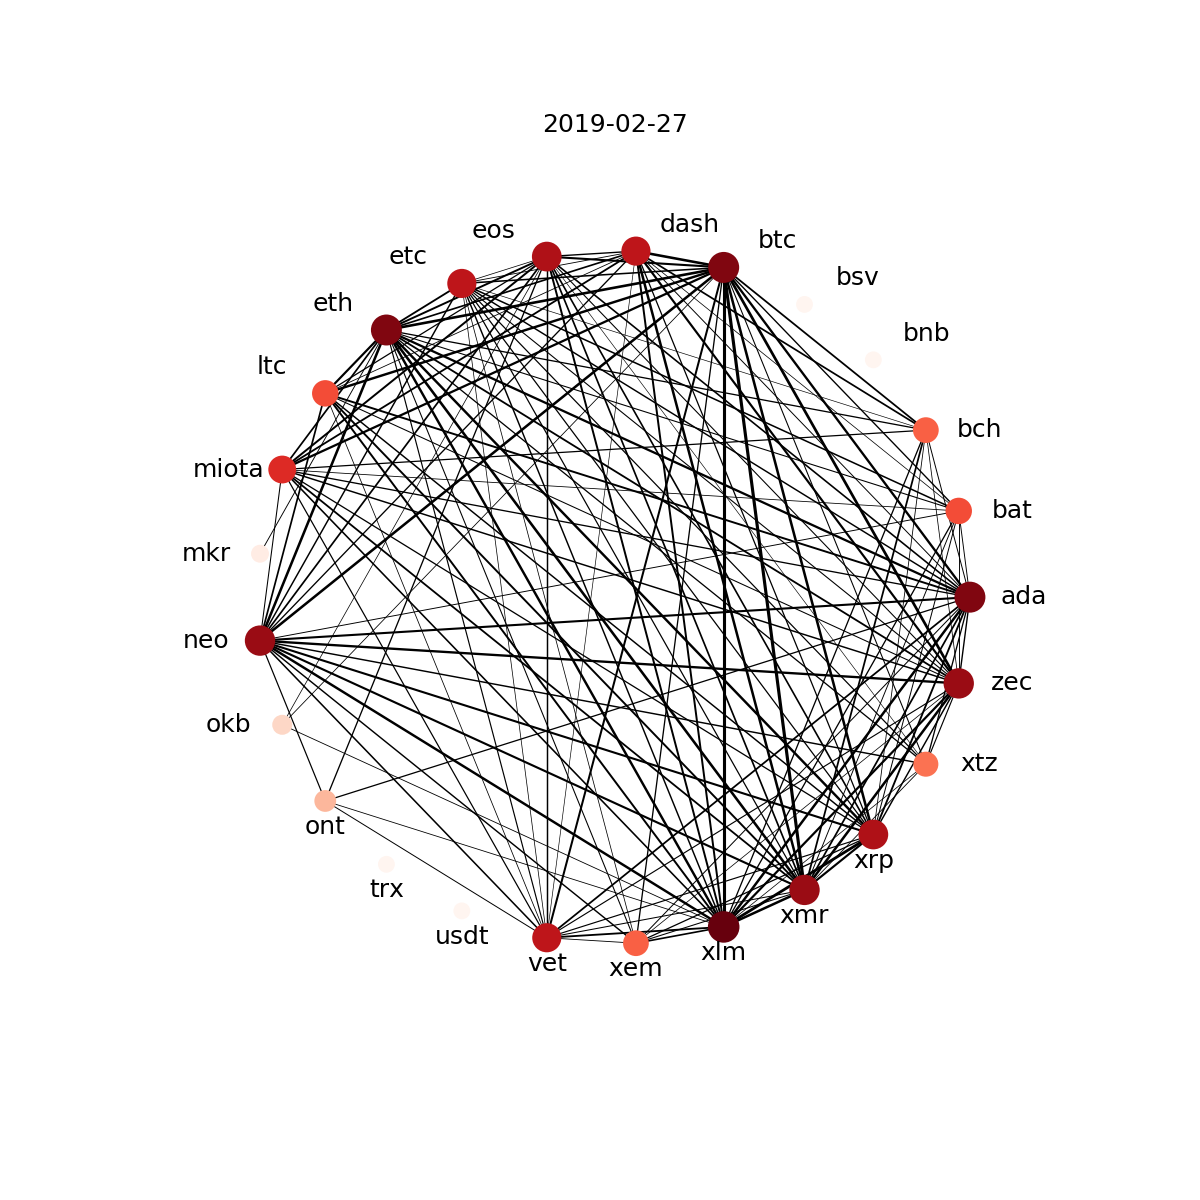 2019-02-27
dash
eos
btc
etc
bsv
eth
bnb
ltc
bch
miota
bat
mkr
ada
neo
zec
okb
xtz
ont
xrp
trx
xmr
usdt
xlm
vet
xem